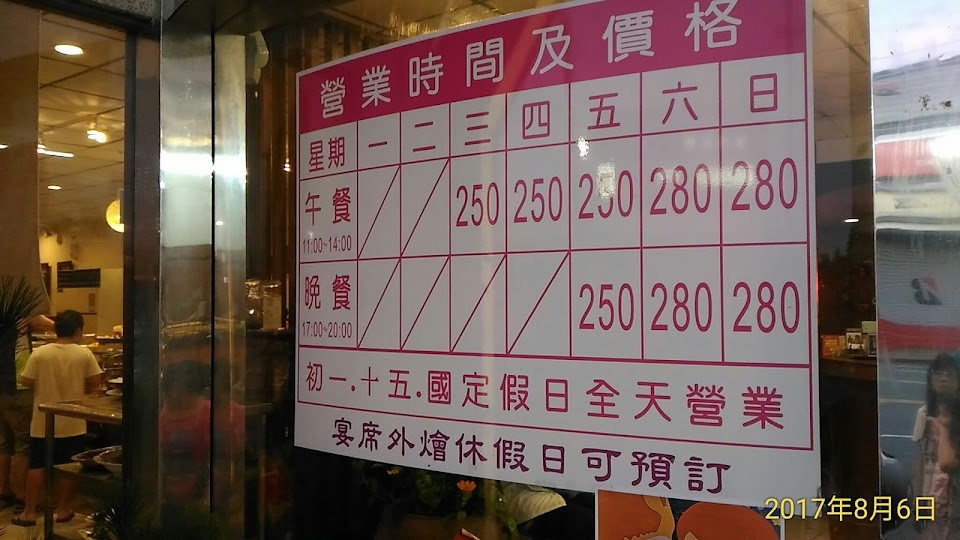 營業時間及價格
星期 一 二 三 四 五 六 日
午餐 250 250 250 280 280
11:00~14:00
晚餐 250 280 280
17:00~20:00
初一.十五.國定假日全天營業
宴席外燴休假日可預訂
2017年8月6日